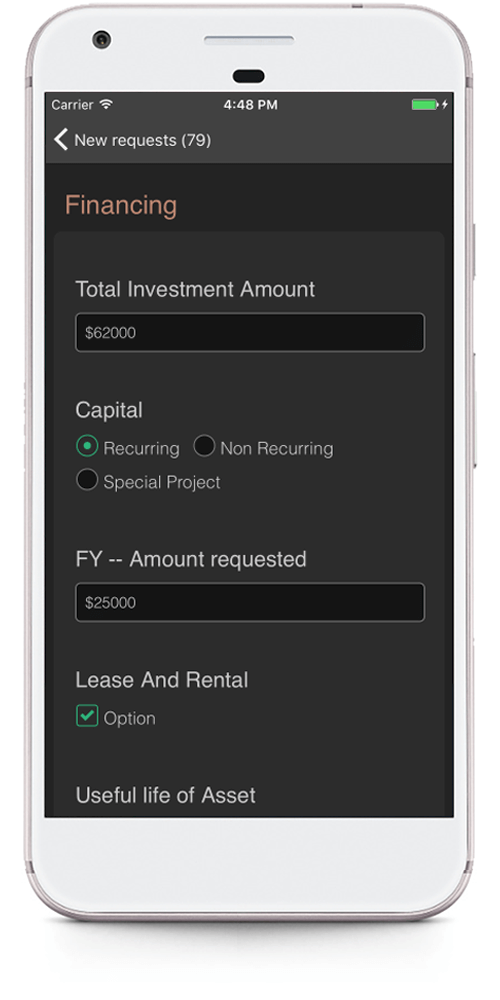 Carrier 4:48 PM
New requests (79)
Financing
Total Investment Amount
$62000
Capital
Recurring Non Recurring
Special Project
FY -- Amount requested
$25000
Lease And Rental
Option
Useful life of Asset